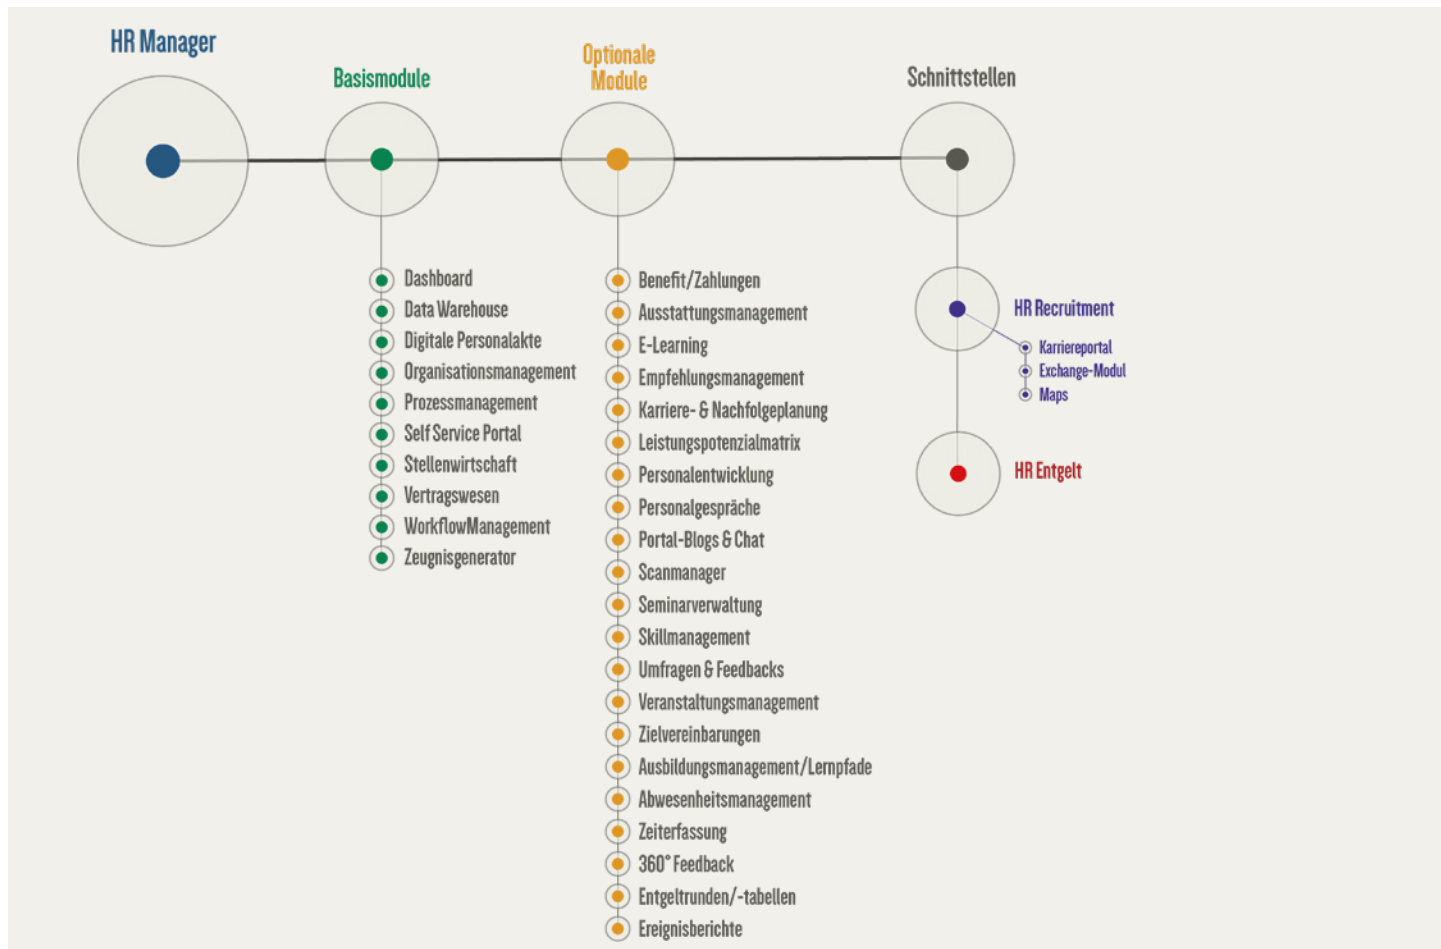 HR Manager
Basismodule
Optionale
Module
Schnittstellen
Dashboard
Data Warehouse
Digitale Personalakte
Organisationsmanagement
Prozessmanagement
Self Service Portal
Stellenwirtschaft
Vertragswesen
WorkflowManagement
Zeugnisgenerator
Benefit/Zahlungen
Ausstattungsmanagement
E-Learning
Empfehlungsmanagement
Karriere- & Nachfolgeplanung
Leistungspotenzialmatrix
Personalentwicklung
Personalgespräche
Portal-Blogs & Chat
Scanmanager
Seminarverwaltung
Skillmanagement
Umfragen & Feedbacks
Veranstaltungsmanagement
Zielvereinbarungen
Ausbildungsmanagement/Lernpfade
Abwesenheitsmanagement
Zeiterfassung
360° Feedback
Entgeltrunden/-tabellen
Ereignisberichte
HR Recruitment
Karriereportal
Exchange-Modul
Maps
HR Entgelt